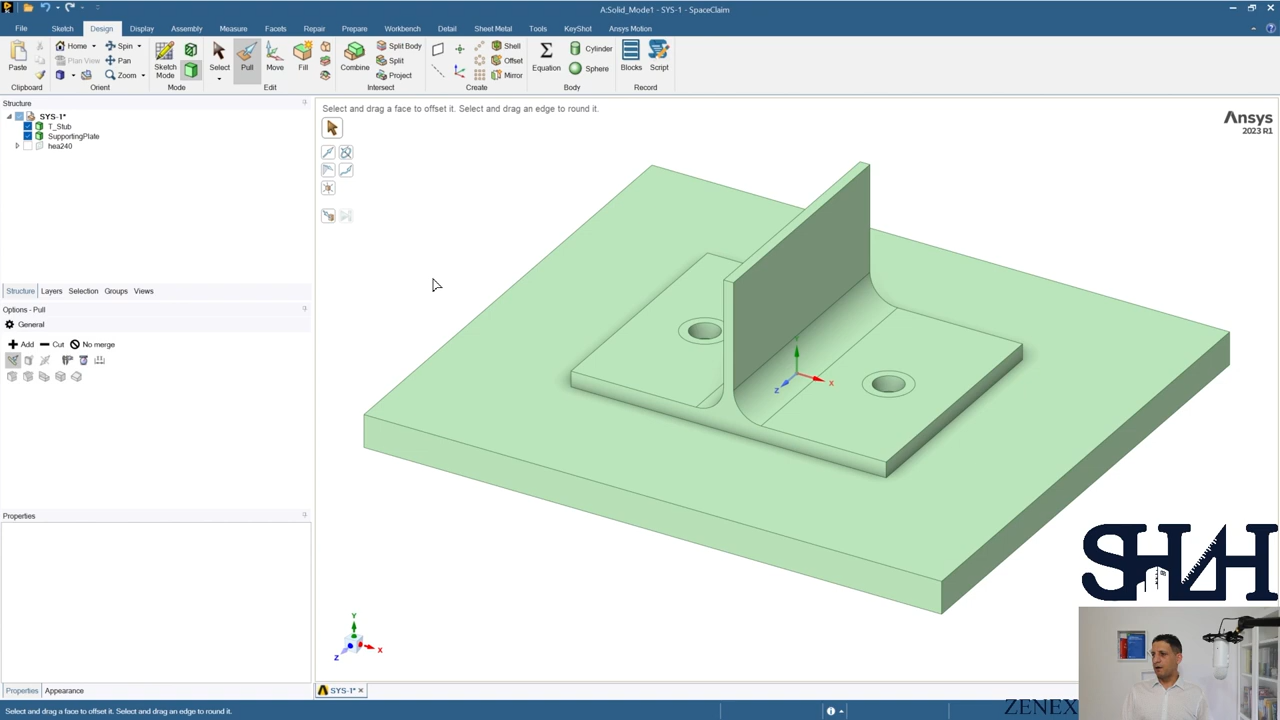 A:Solid_Mode1 - SYS-1 - SpaceClaim
File Sketch Design Display Assembly Measure Facets Repair Prepare Workbench Detail Sheet Metal Tools KeyShot Ansys Motion
Home Spin Split Body Shell Cylinder
Plan View Pan Split Offset
Zoom Project Mirror Sphere
Paste Sketch Mode Select Pull Move Fill Combine Equation Blocks Script
Clipboard Orient Mode Edit Intersect Create Body Record
Structure
SYS-1*
T_Stub
SupportingPlate
hea240
Structure Layers Selection Groups Views
Options - Pull
General
Add Cut No merge
Properties
Properties Appearance
Select and drag a face to offset it. Select and drag an edge to round it.
Ansys
2023 R1
Y
X
Z
Y
X
Z
SHZH
SYS-1*
ZENEX
Select and drag a face to offset it. Select and drag an edge to round it.